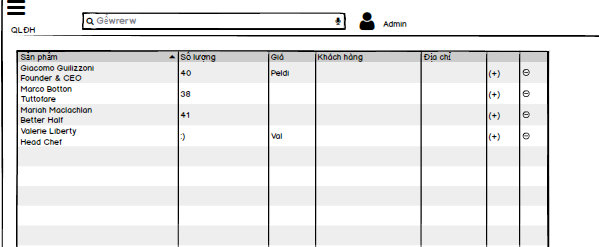 Gểwrerw
Admin
QLĐH
Sản phẩm Số lượng Giá Khách hàng Địa chỉ
Giacomo Guilizzoni
Founder & CEO 40 Peldi (+)
Marco Botton
Tuttofare 38 (+)
Mariah Maclachlan
Better Half 41 (+)
Valerie Liberty
Head Chef :) Val (+)